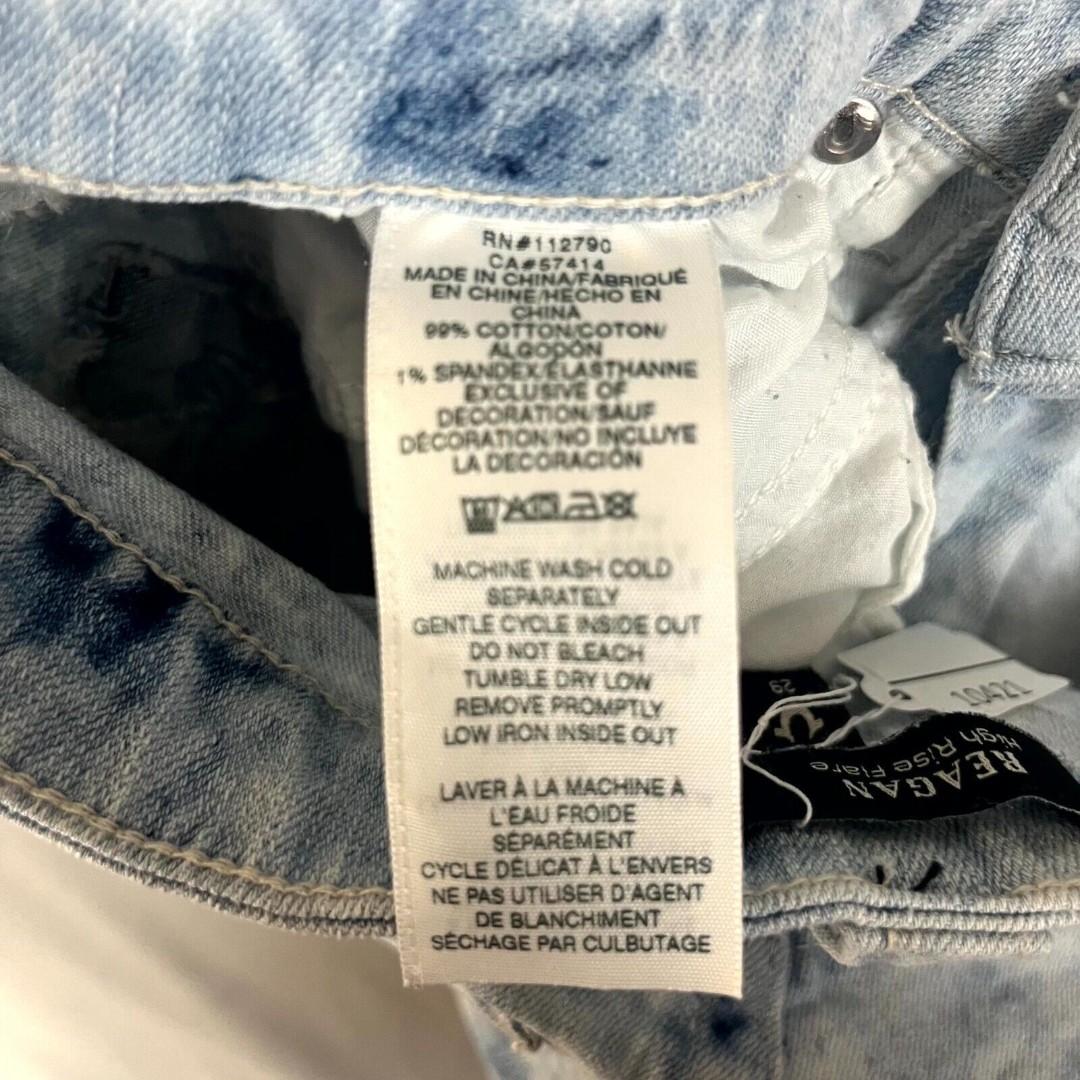 RN#112790
CA#57414
MADE IN CHINA/FABRIQUÉ
EN CHINE/HECHO EN
CHINA
99% COTTON/COTON/
ALGODÓN
1% SPANDEX/ÉLASTHANNE
EXCLUSIVE OF
DECORATION/SAUF
DÉCORATION/NO INCLUYE
LA DECORACIÓN
MACHINE WASH COLD
SEPARATELY
GENTLE CYCLE INSIDE OUT
DO NOT BLEACH
TUMBLE DRY LOW
REMOVE PROMPTLY
LOW IRON INSIDE OUT
LAVER À LA MACHINE A
L'EAU FROIDE
SÉPARÉMENT
CYCLE DÉLICAT À L'ENVERS
NE PAS UTILISER D'AGENT
DE BLANCHIMENT
SÉCHAGE PAR CULBUTAGE
29
10421
REAGAN
High Rise Flare